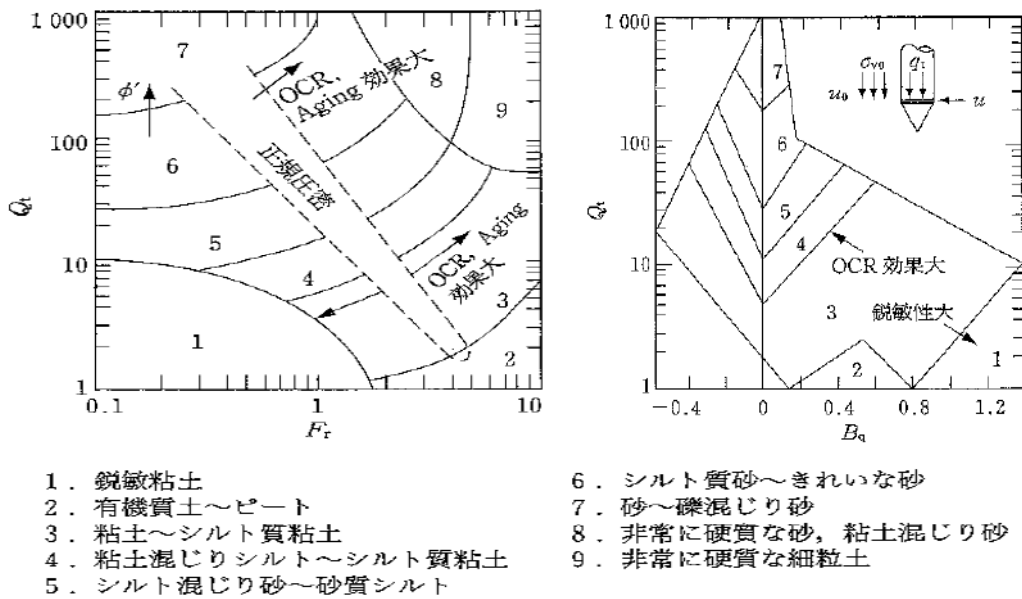 1 000
7
φ'
OCR,
Aging 効果大
8
9
100
正規圧密
6
Qt
5
10
4
OCR, Aging
効果大
3
1
2
1
0.1
1
10
Fr
1 000
7
σv0
qt
u0
u
100
6
Qt
5
4
OCR 効果大
10
3
鋭敏性大
1
2
1
−0.4
0
0.4
0.8
1.2
Bq
1．鋭敏粘土
2．有機質土〜ピート
3．粘土〜シルト質粘土
4．粘土混じりシルト〜シルト質粘土
5．シルト混じり砂〜砂質シルト
6．シルト質砂〜きれいな砂
7．砂〜礫混じり砂
8．非常に硬質な砂，粘土混じり砂
9．非常に硬質な細粒土